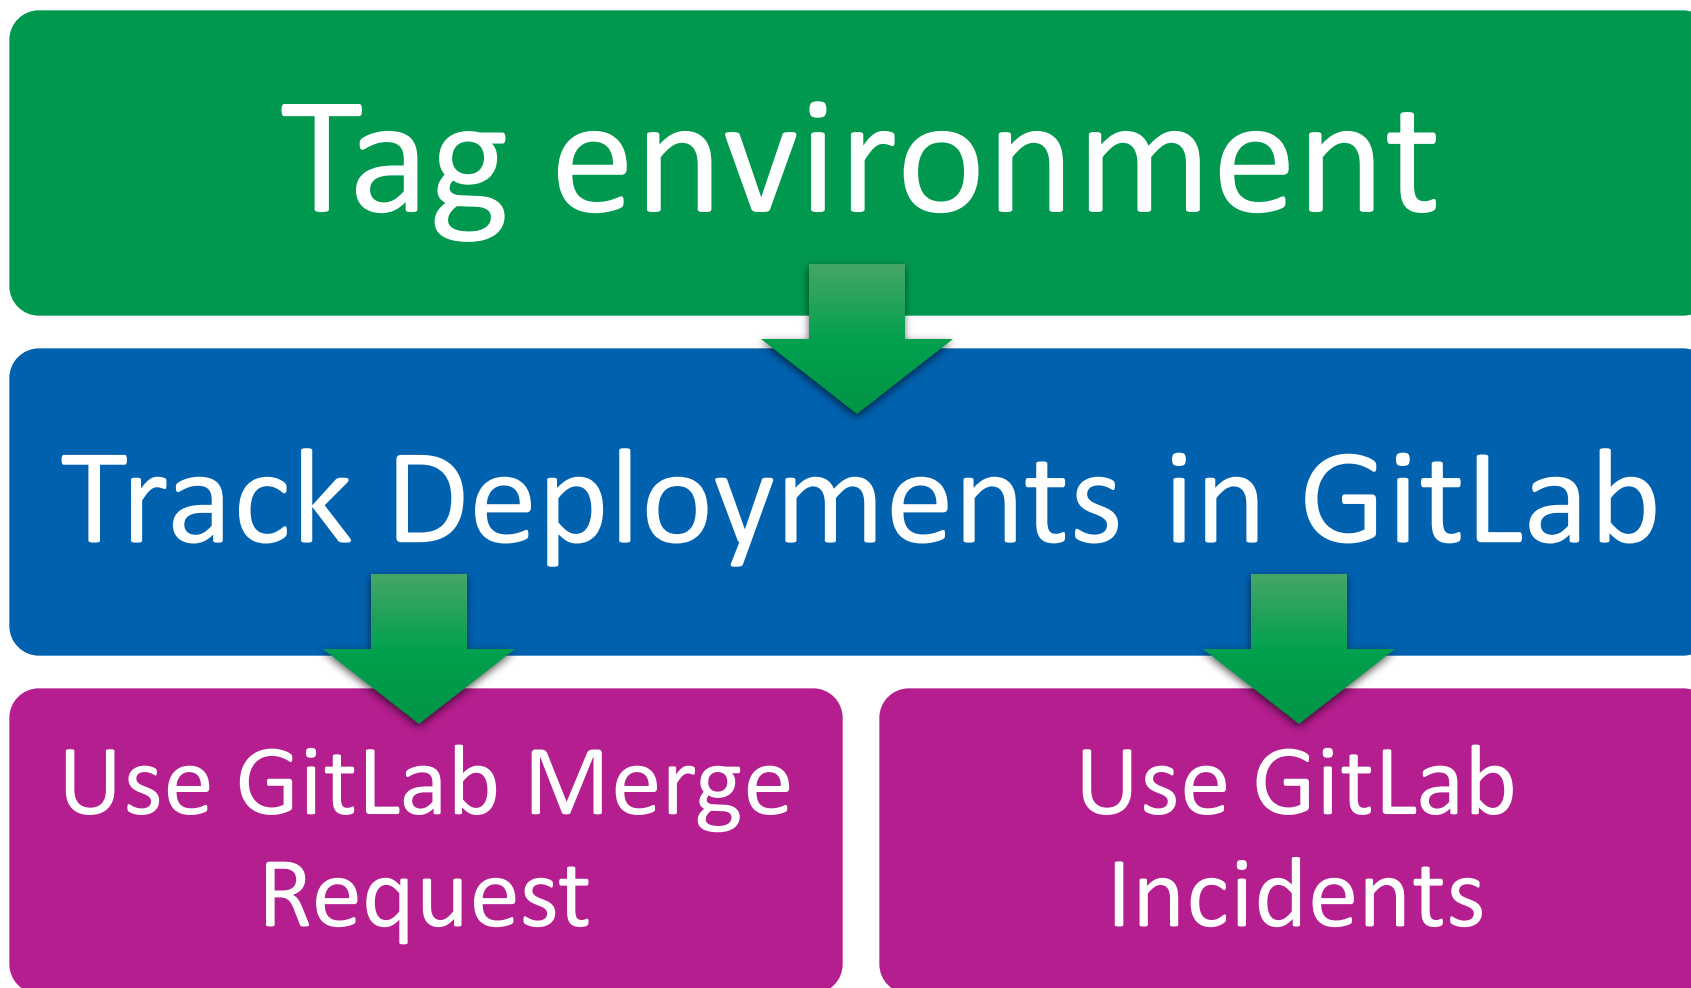 Tag environment
Track Deployments in GitLab
Use GitLab Merge
Request
Use GitLab
Incidents